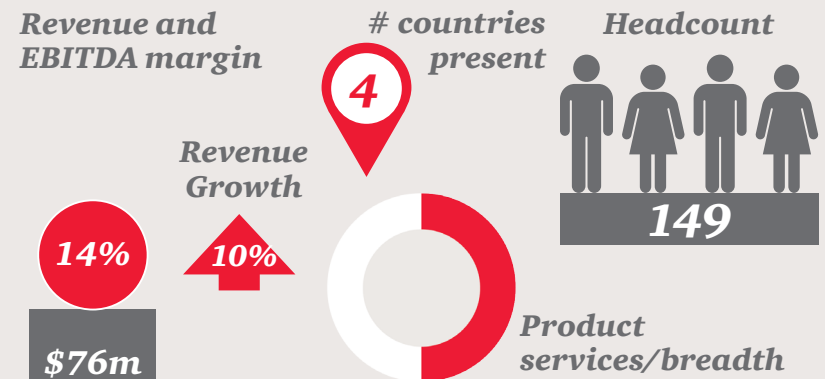 Revenue and
EBITDA margin
# countries
present
Headcount
4
Revenue
Growth
149
14%
10%
Product
services/breadth
$76m